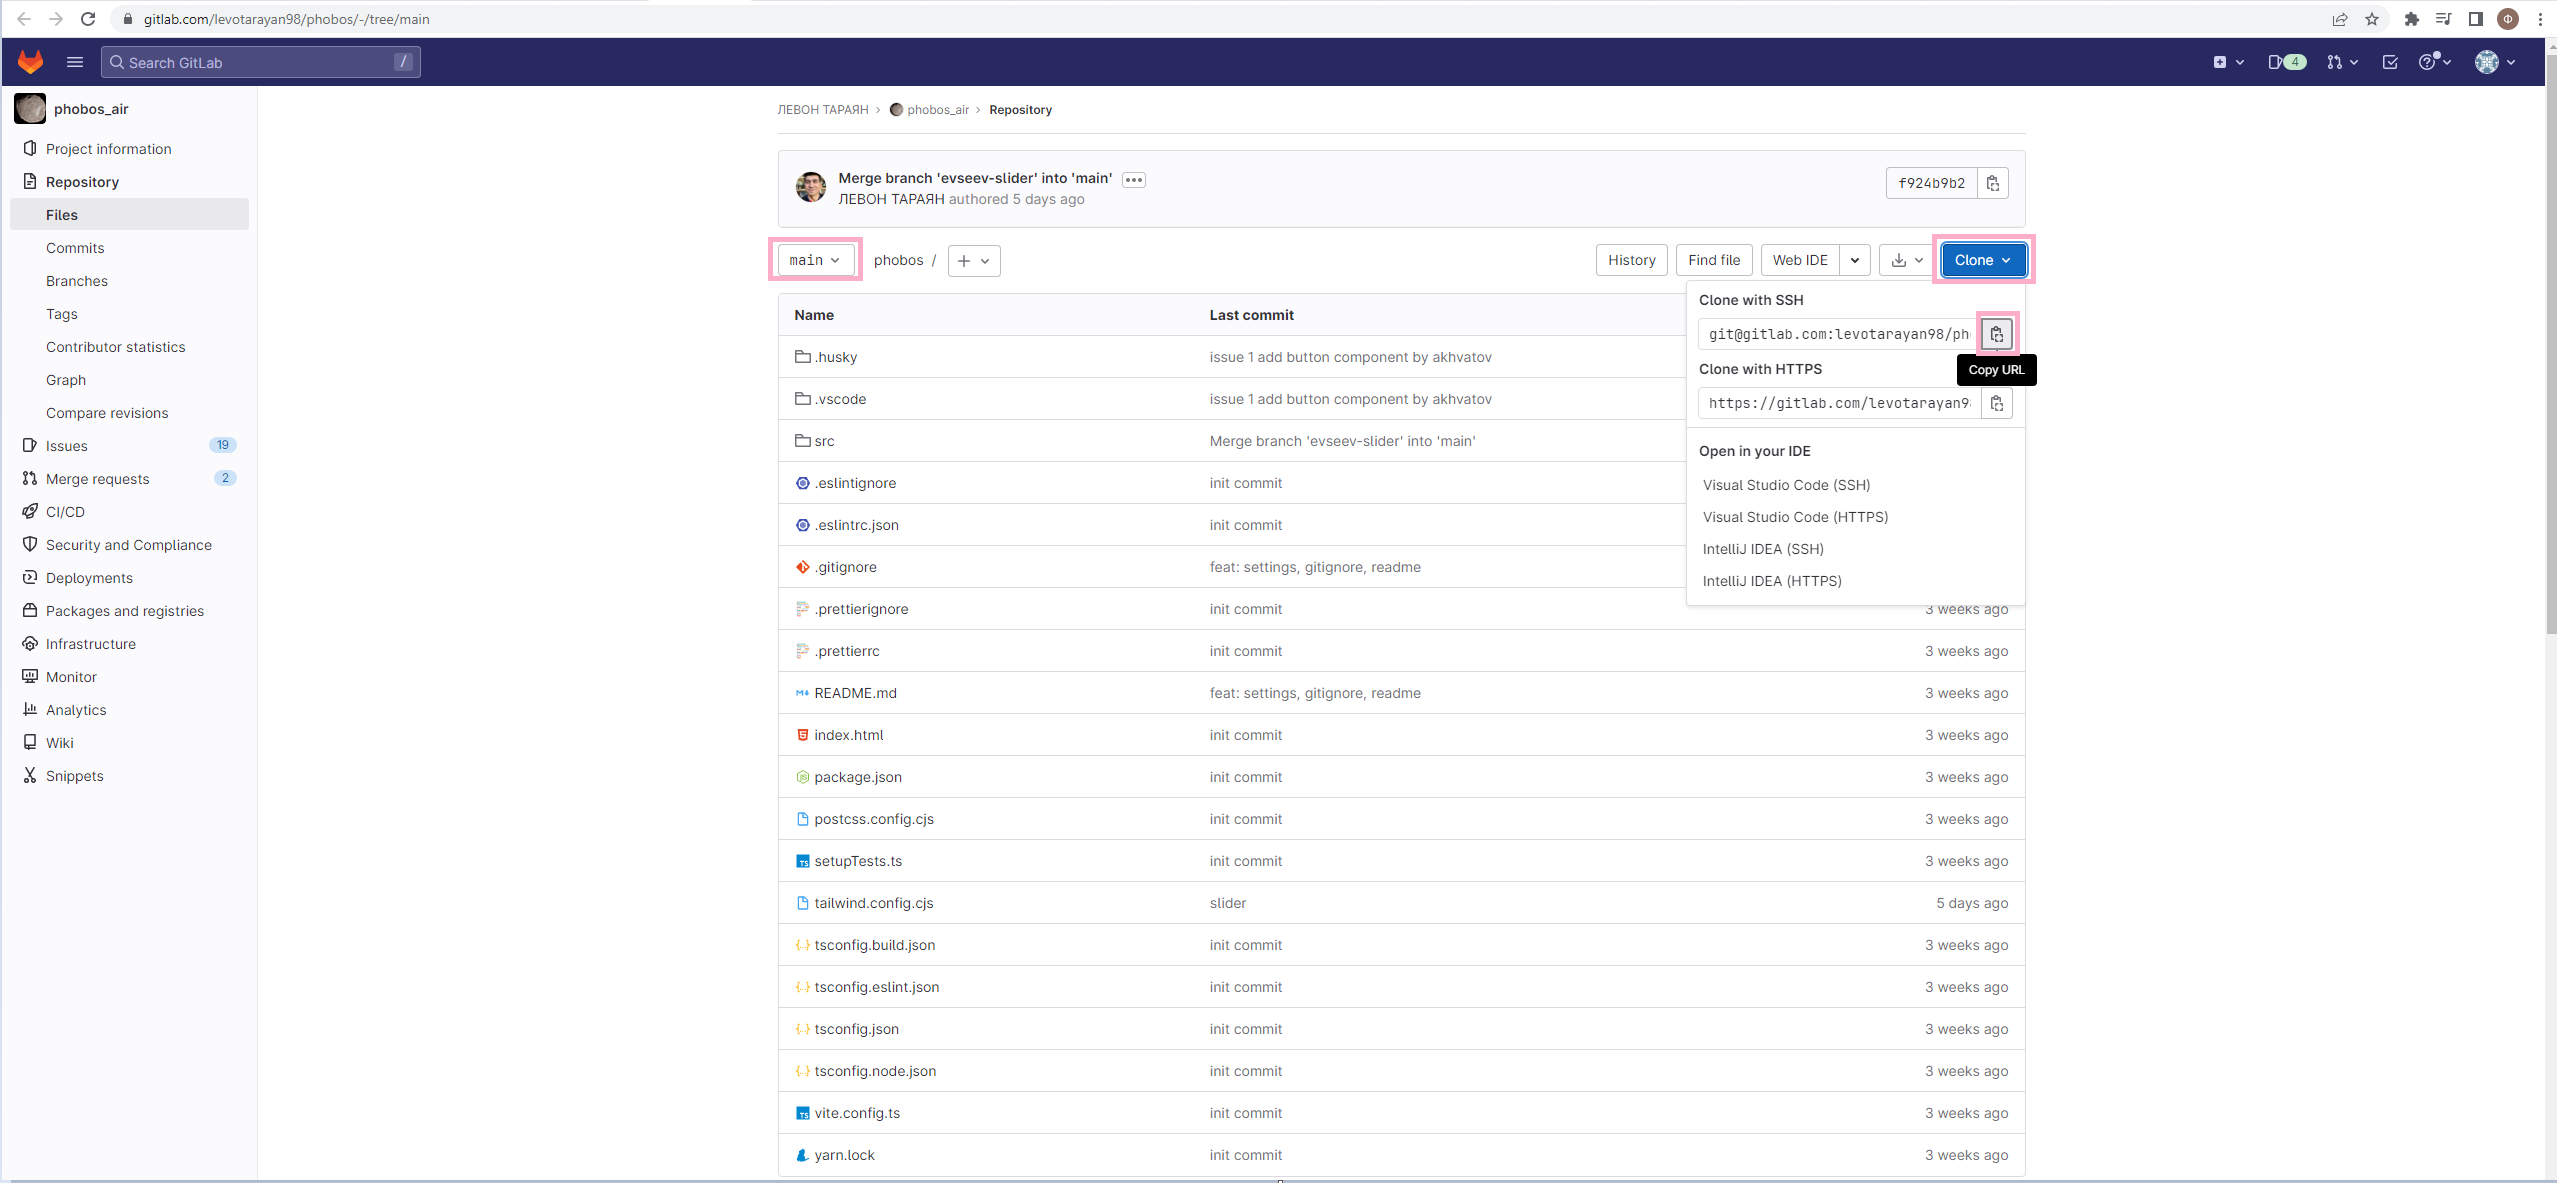 gitlab.com/levotarayan98/phobos/-/tree/main
Ф
Search GitLab /
4
phobos_air
Project information
Repository
Files
Commits
Branches
Tags
Contributor statistics
Graph
Compare revisions
Issues 19
Merge requests 2
CI/CD
Security and Compliance
Deployments
Packages and registries
Infrastructure
Monitor
Analytics
Wiki
Snippets
ЛЕВОН ТАРАЯН > phobos_air > Repository
Merge branch 'evseev-slider' into 'main'
ЛЕВОН ТАРАЯН authored 5 days ago
f924b9b2
main phobos / +
History Find file Web IDE Clone
Name Last commit
.husky issue 1 add button component by akhvatov
.vscode issue 1 add button component by akhvatov
src Merge branch 'evseev-slider' into 'main'
.eslintignore init commit
.eslintrc.json init commit
.gitignore feat: settings, gitignore, readme
.prettierignore init commit 3 weeks ago
.prettierrc init commit 3 weeks ago
README.md feat: settings, gitignore, readme 3 weeks ago
index.html init commit 3 weeks ago
package.json init commit 3 weeks ago
postcss.config.cjs init commit 3 weeks ago
setupTests.ts init commit 3 weeks ago
tailwind.config.cjs slider 5 days ago
tsconfig.build.json init commit 3 weeks ago
tsconfig.eslint.json init commit 3 weeks ago
tsconfig.json init commit 3 weeks ago
tsconfig.node.json init commit 3 weeks ago
vite.config.ts init commit 3 weeks ago
yarn.lock init commit 3 weeks ago
Clone with SSH
git@gitlab.com:levotarayan98/pho
Copy URL
Clone with HTTPS
https://gitlab.com/levotarayan98
Open in your IDE
Visual Studio Code (SSH)
Visual Studio Code (HTTPS)
IntelliJ IDEA (SSH)
IntelliJ IDEA (HTTPS)